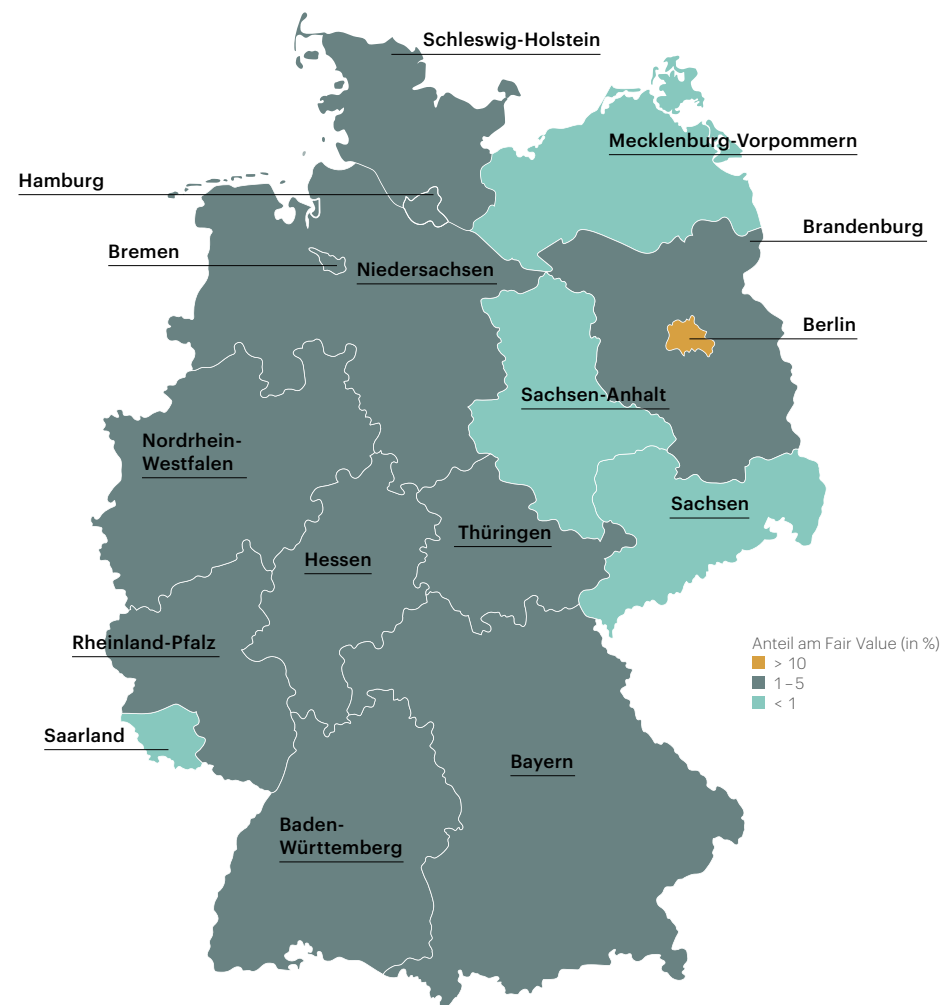 Schleswig-Holstein
Mecklenburg-Vorpommern
Hamburg
Brandenburg
Bremen
Niedersachsen
Berlin
Sachsen-Anhalt
Nordrhein-
Westfalen
Sachsen
Thüringen
Hessen
Rheinland-Pfalz
Anteil am Fair Value (in %)
> 10
1–5
< 1
Saarland
Bayern
Baden-
Württemberg